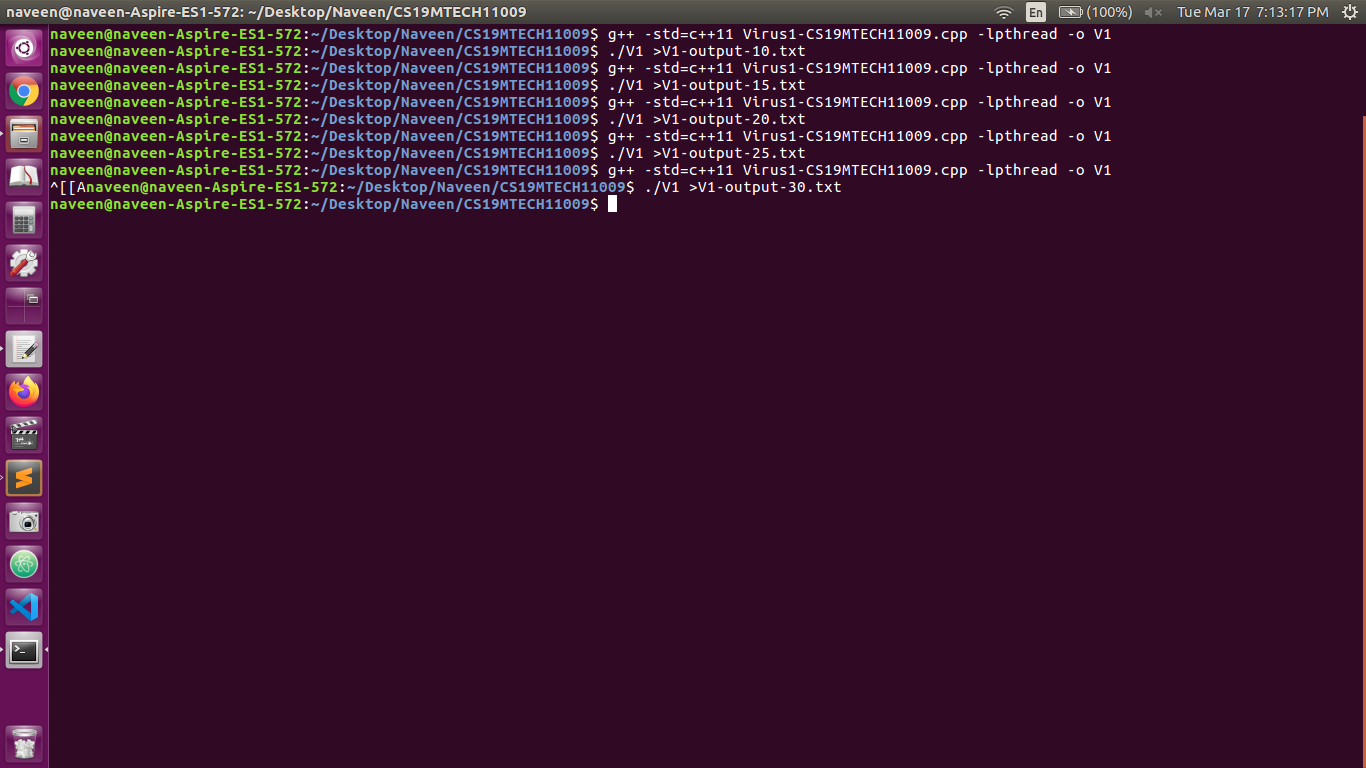 naveen@naveen-Aspire-ES1-572: ~/Desktop/Naveen/CS19MTECH11009 En (100%) Tue Mar 17 7:13:17 PM
naveen@naveen-Aspire-ES1-572:~/Desktop/Naveen/CS19MTECH11009$ g++ -std=c++11 Virus1-CS19MTECH11009.cpp -lpthread -o V1
naveen@naveen-Aspire-ES1-572:~/Desktop/Naveen/CS19MTECH11009$ ./V1 >V1-output-10.txt
naveen@naveen-Aspire-ES1-572:~/Desktop/Naveen/CS19MTECH11009$ g++ -std=c++11 Virus1-CS19MTECH11009.cpp -lpthread -o V1
naveen@naveen-Aspire-ES1-572:~/Desktop/Naveen/CS19MTECH11009$ ./V1 >V1-output-15.txt
naveen@naveen-Aspire-ES1-572:~/Desktop/Naveen/CS19MTECH11009$ g++ -std=c++11 Virus1-CS19MTECH11009.cpp -lpthread -o V1
naveen@naveen-Aspire-ES1-572:~/Desktop/Naveen/CS19MTECH11009$ ./V1 >V1-output-20.txt
naveen@naveen-Aspire-ES1-572:~/Desktop/Naveen/CS19MTECH11009$ g++ -std=c++11 Virus1-CS19MTECH11009.cpp -lpthread -o V1
naveen@naveen-Aspire-ES1-572:~/Desktop/Naveen/CS19MTECH11009$ ./V1 >V1-output-25.txt
naveen@naveen-Aspire-ES1-572:~/Desktop/Naveen/CS19MTECH11009$ g++ -std=c++11 Virus1-CS19MTECH11009.cpp -lpthread -o V1
^[[Anaveen@naveen-Aspire-ES1-572:~/Desktop/Naveen/CS19MTECH11009$ ./V1 >V1-output-30.txt
naveen@naveen-Aspire-ES1-572:~/Desktop/Naveen/CS19MTECH11009$